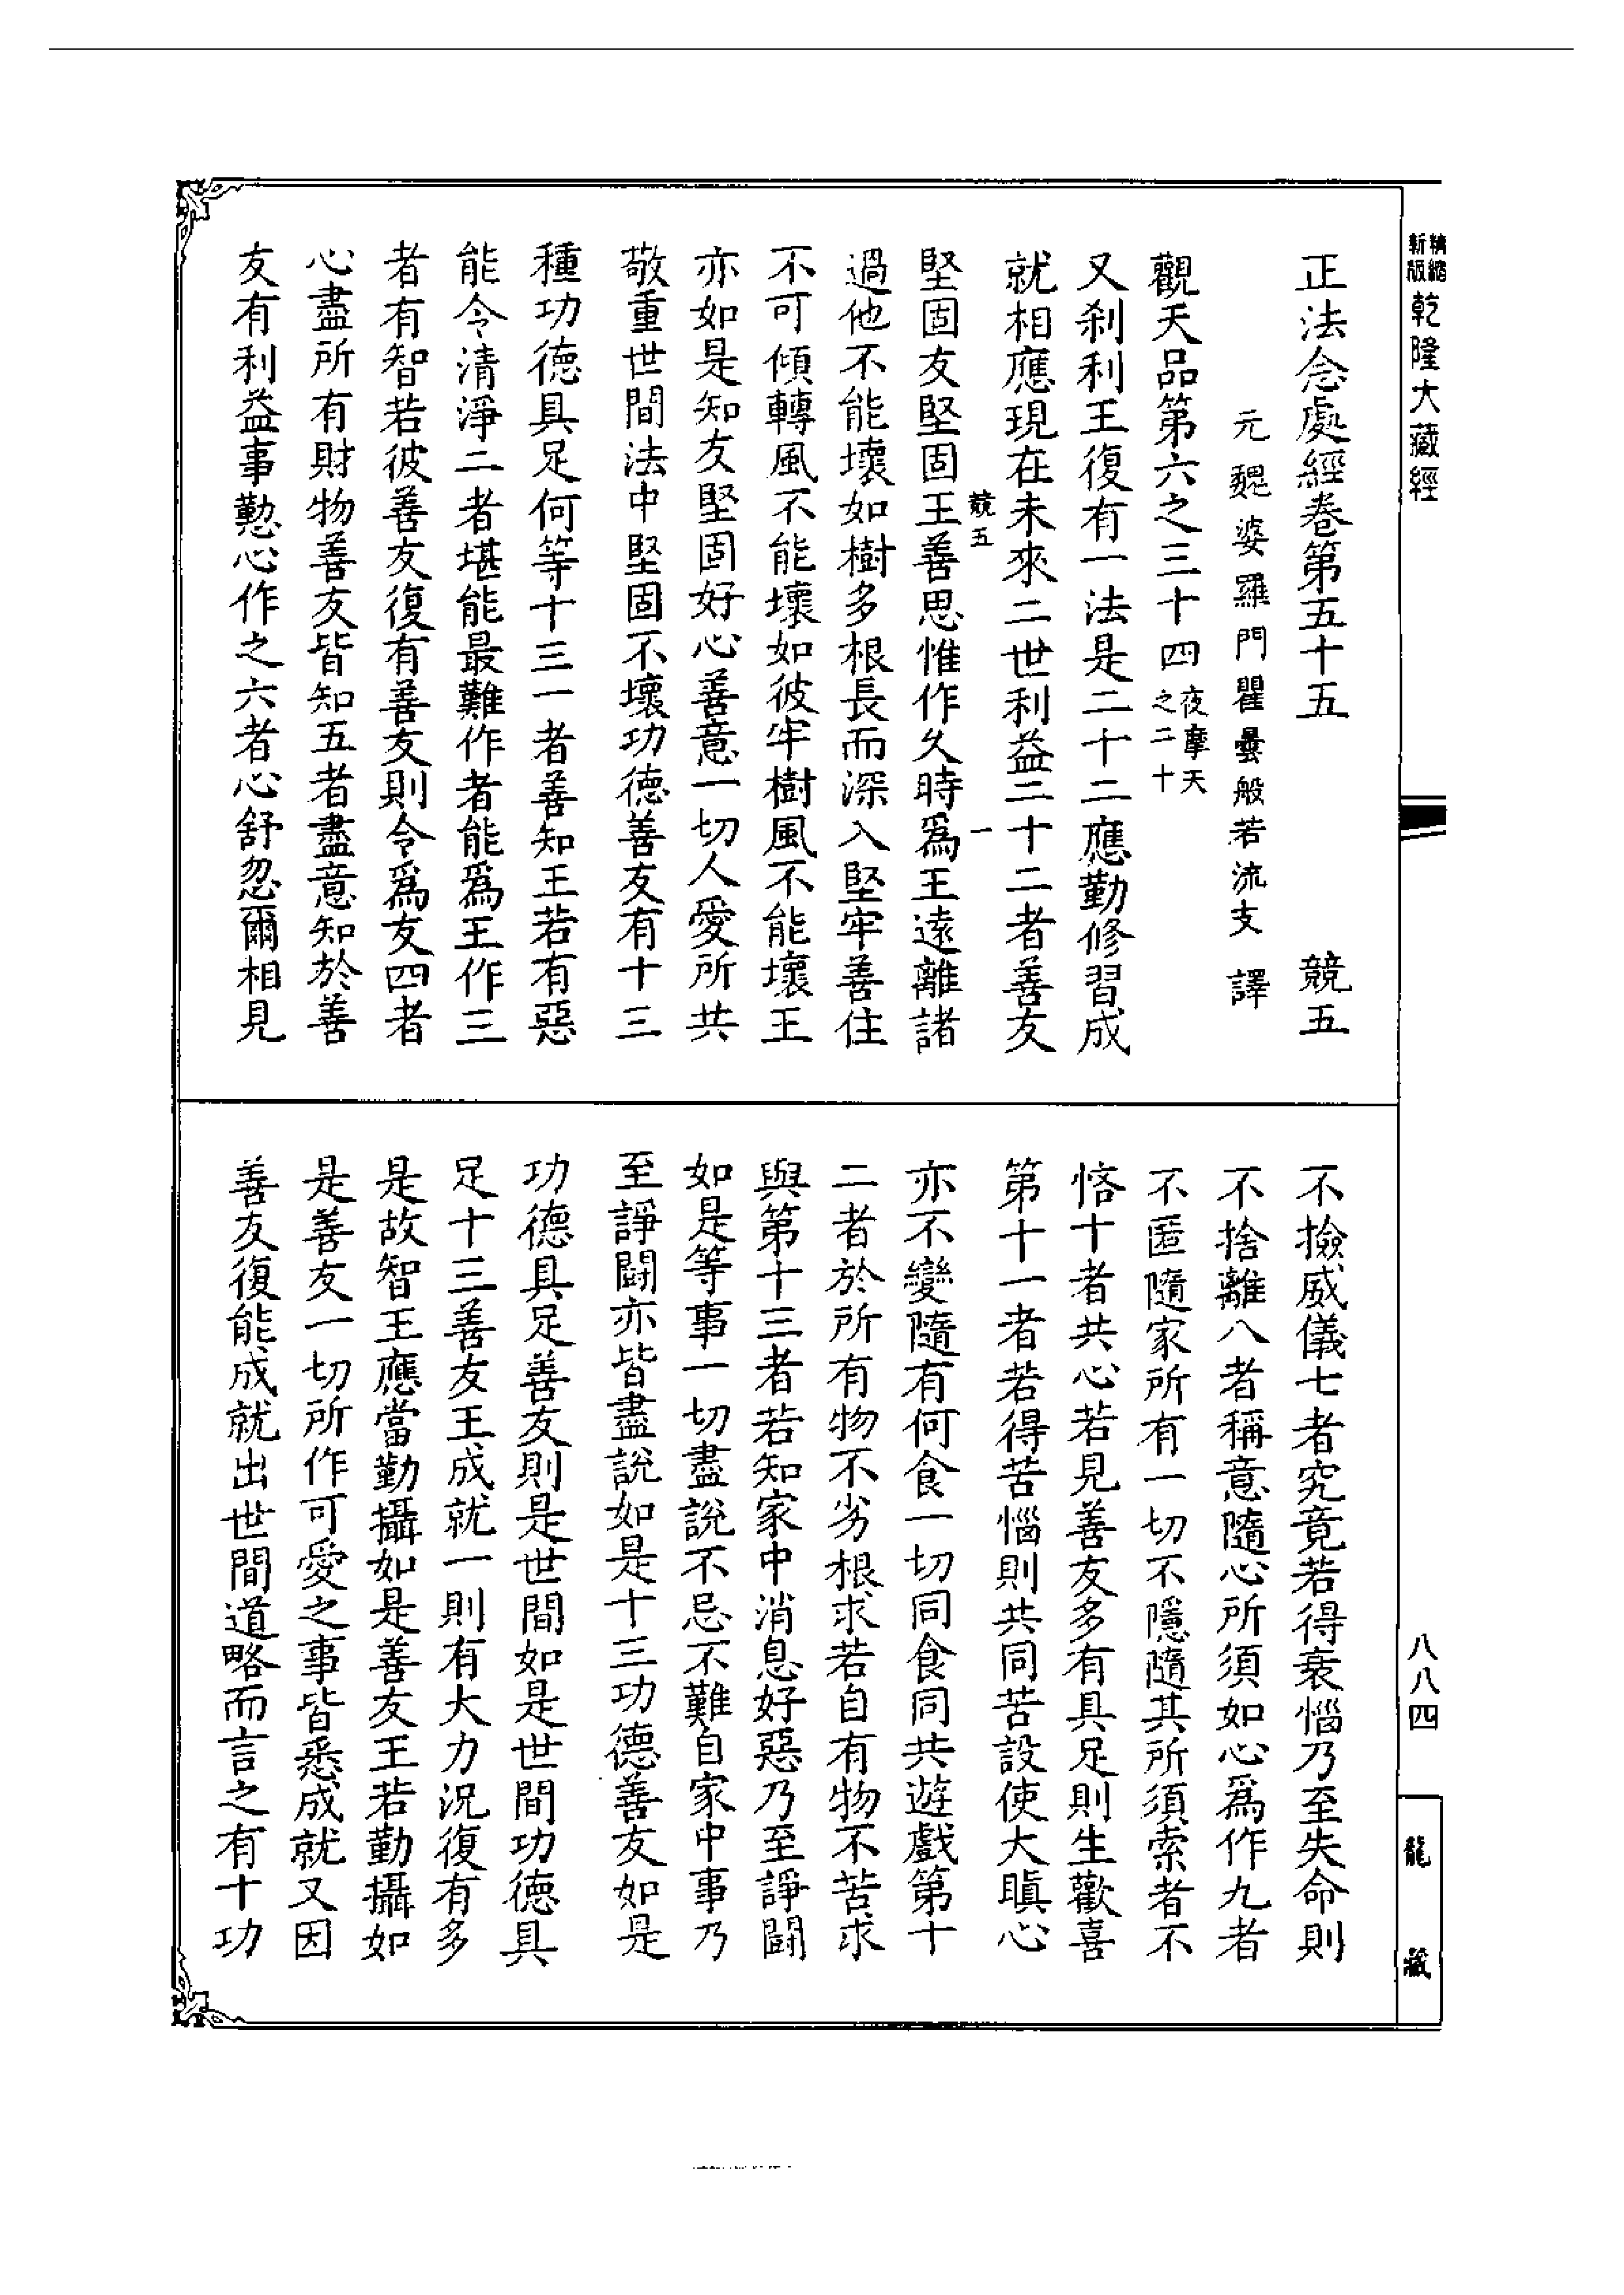 精縮新版乾隆大藏經
正法念處經卷第五十五 競五
元魏婆羅門瞿曇般若流支 譯
觀天品第六之三十四夜摩天之二十
又刹利王復有一法是二十二應勤修習成
就相應現在未來二世利益二十二者善友
競五 一
堅固友堅固王善思惟作久時爲王遠離諸
過他不能壞如樹多根長而深入堅牢善住
不可傾轉風不能壞如彼牢樹風不能壞王
亦如是知友堅固好心善意一切人愛所共
敬重世間法中堅固不壞功德善友有十三
種功德具足何等十三一者善知王若有惡
能令清淨二者堪能最難作者能爲王作三
者有智若彼善友復有善友則令爲友四者
心盡所有財物善友皆知五者盡意知於善
友有利益事懃心作之六者心舒忽爾相見
不撿威儀七者究竟若得衰惱乃至失命則
不捨離八者稱意隨心所須如心爲作九者
不匿隨家所有一切不隱隨其所須索者不
悋十者共心若見善友多有具足則生歡喜
第十一者若得苦惱則共同苦設使大瞋心
亦不變隨有何食一切同食同共遊戲第十
二者於所有物不劣根求若自有物不苦求
與第十三者若知家中消息好惡乃至諍鬬
如是等事一切盡說不忌不難自家中事乃
至諍鬬亦皆盡說如是十三功德善友如是
功德具足善友則是世間如是世間功德具
足十三善友王成就一則有大力況復有多
是故智王應當勤攝如是善友王若勤攝如
是善友一切所作可愛之事皆悉成就又因
善友復能成就出世間道略而言之有十功
八八四
龍藏